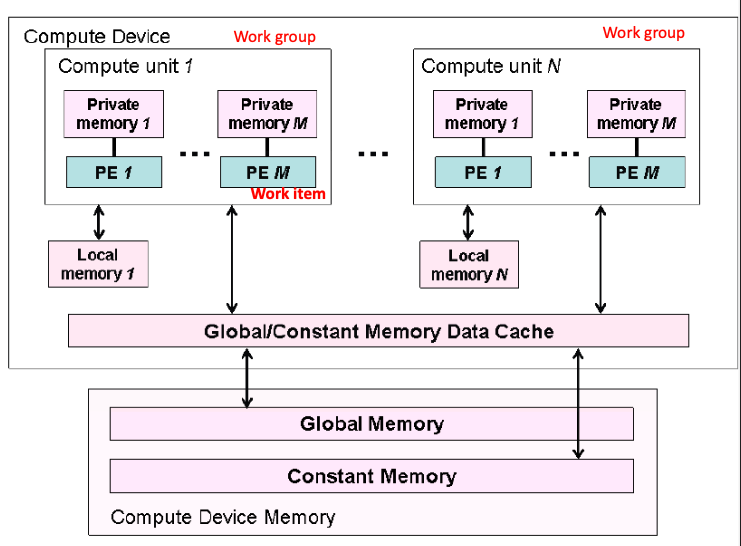 Compute Device
Work group
Work group
Compute unit 1
Compute unit N
Private
memory 1
Private
memory M
Private
memory 1
Private
memory M
PE 1
PE M
PE 1
PE M
Work item
Local
memory 1
Local
memory N
Global/Constant Memory Data Cache
Global Memory
Constant Memory
Compute Device Memory